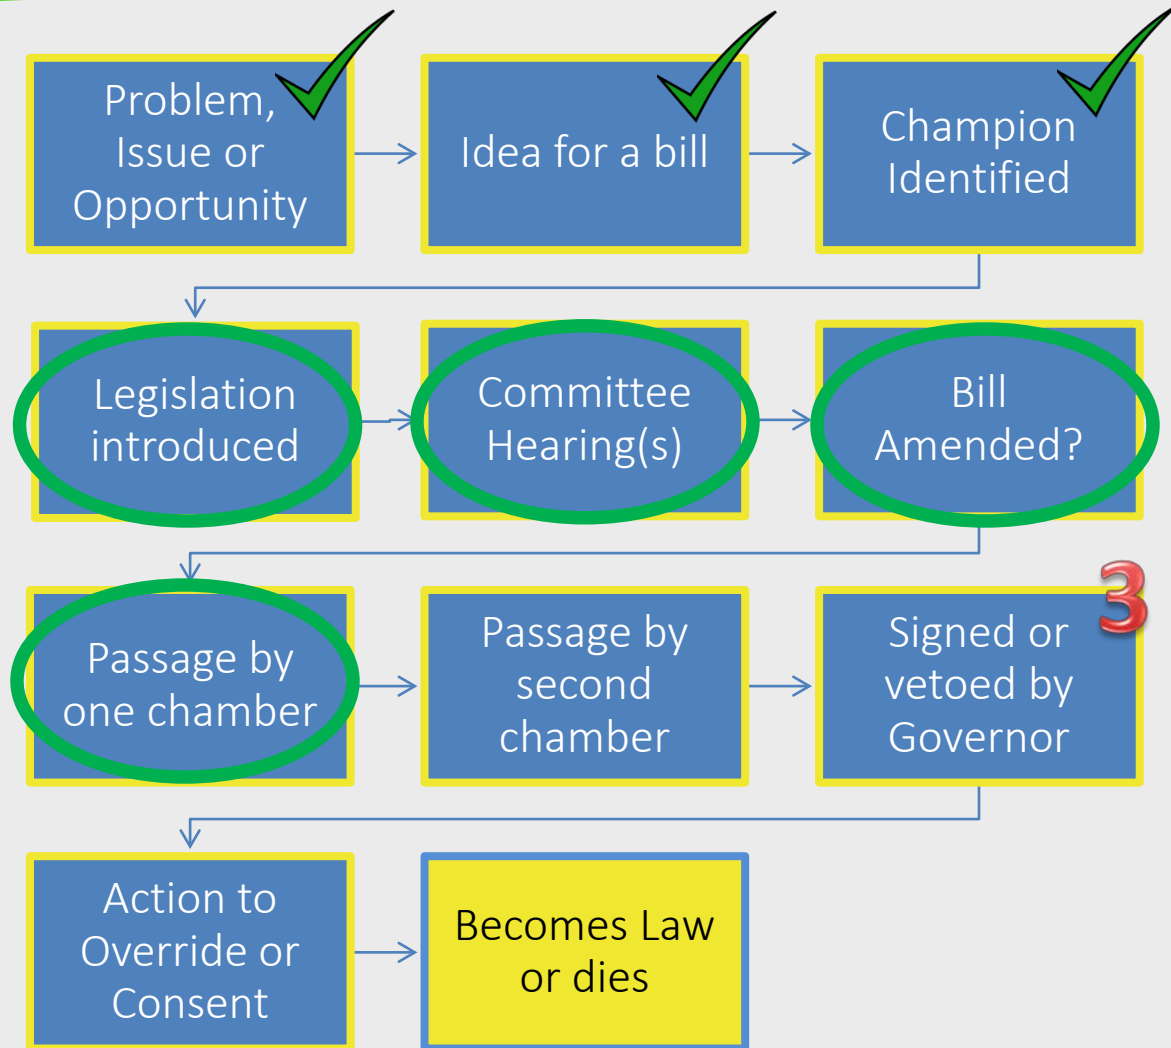 Problem,
Issue or
Opportunity
Idea for a bill
Champion
Identified
Legislation
introduced
Committee
Hearing(s)
Bill
Amended?
Passage by
one chamber
Passage by
second
chamber
3
Signed or
vetoed by
Governor
Action to
Override or
Consent
Becomes Law
or dies